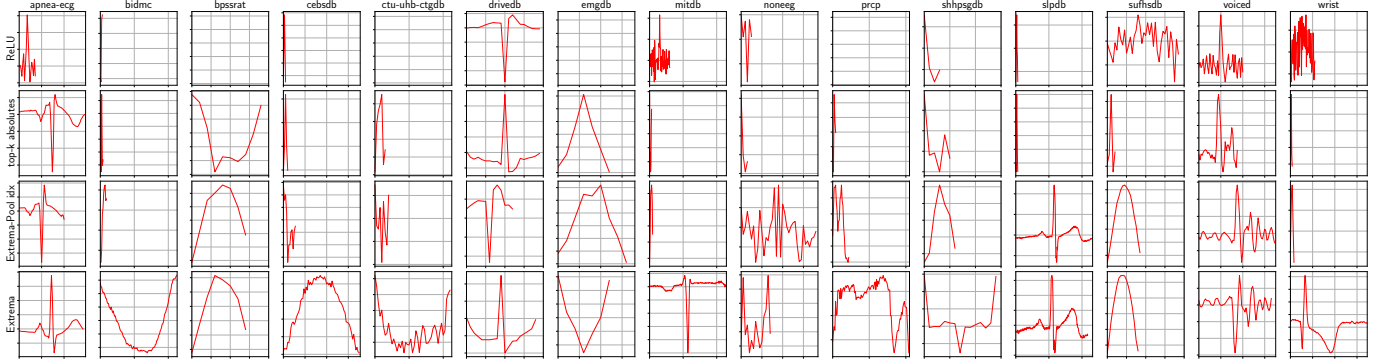 apnea-ecg bidmc bpssrat cebsdb ctu-uhb-ctgdb drivedb emgdb mitdb noneeg prcp shhpsgdb slpdb sufhsdb voiced wrist
ReLU
top-k absolutes
Extrema-Pool idx
Extrema